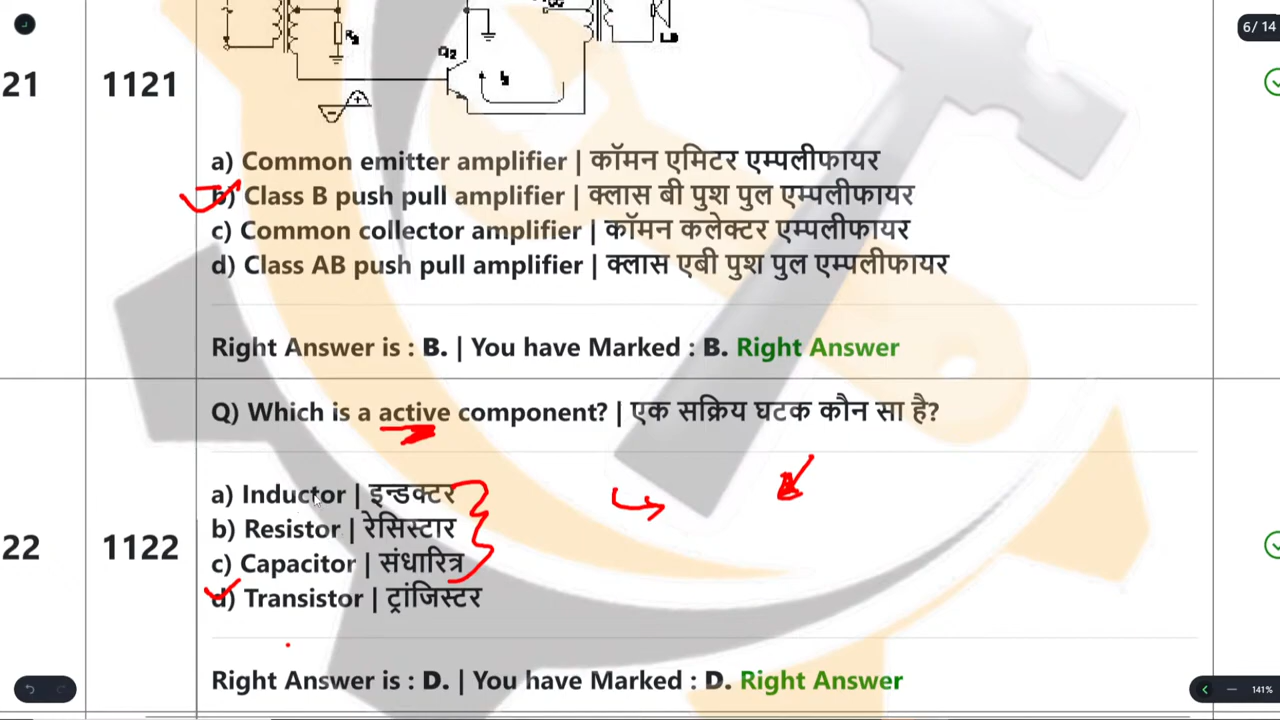 6/ 14
R₂
Q₂
21
1121
a) Common emitter amplifier | कॉमन एमिटर एम्पलीफायर
b) Class B push pull amplifier | क्लास बी पुश पुल एम्पलीफायर
c) Common collector amplifier | कॉमन कलेक्टर एम्पलीफायर
d) Class AB push pull amplifier | क्लास एबी पुश पुल एम्पलीफायर
Right Answer is : B. | You have Marked : B. Right Answer
Q) Which is a active component? | एक सक्रिय घटक कौन सा है?
22
1122
a) Inductor | इन्डक्टर
b) Resistor | रेसिस्टार
c) Capacitor | संधारित्र
d) Transistor | ट्रांजिस्टर
Right Answer is : D. | You have Marked : D. Right Answer
141%